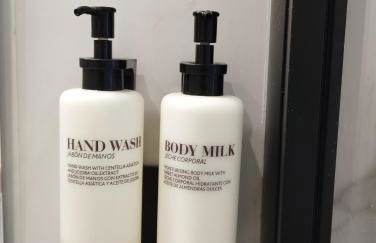 HAND WASH
JABÓN DE MANOS
HAND WASH WITH CENTELLA ASIATICA
AND JOJOBA OIL EXTRACT
JABÓN DE MANOS CON EXTRACTO DE
CENTELLA ASIÁTICA Y ACEITE DE JOJOBA
BODY MILK
LECHE CORPORAL
MOISTURISING BODY MILK WITH
SWEET ALMOND OIL
LECHE CORPORAL HIDRATANTE CON
ACEITE DE ALMENDRAS DULCES